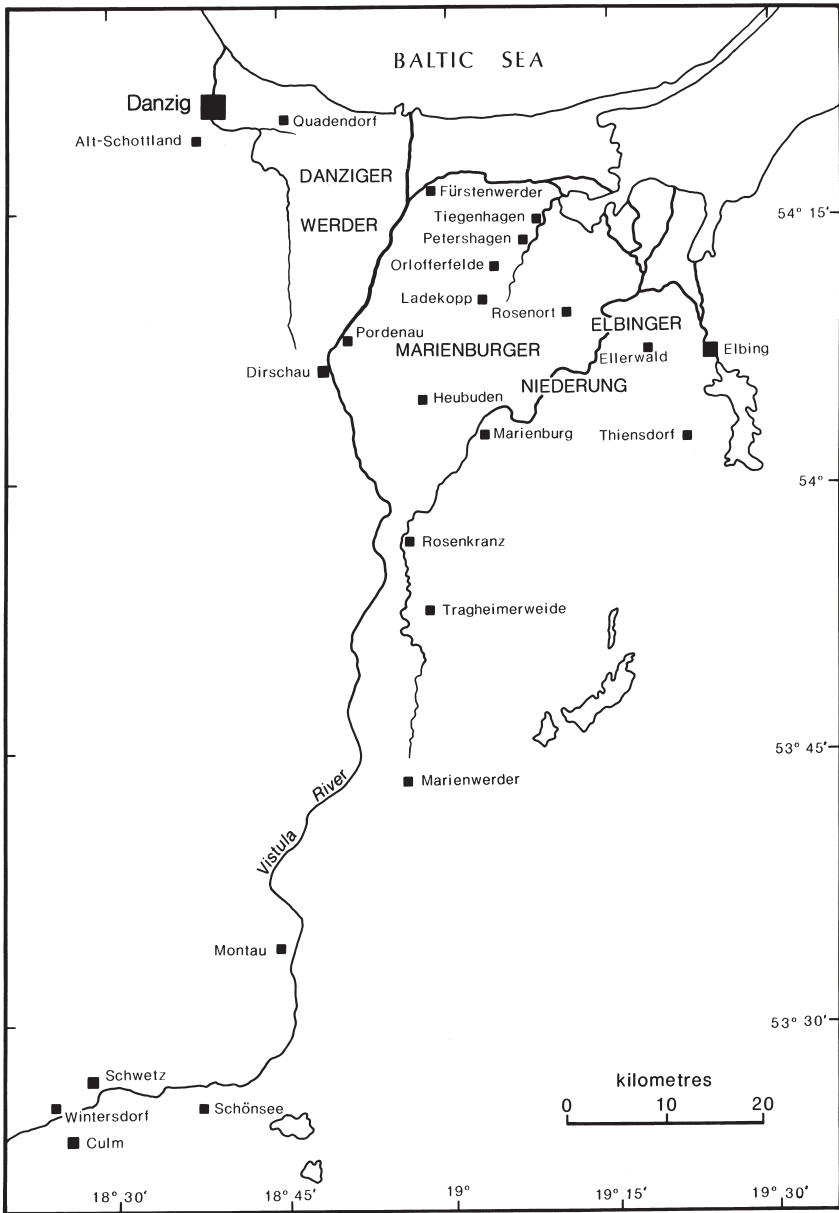 BALTIC SEA
Danzig
Quadendorf
Alt-Schottland
DANZIGER
WERDER
Fürstenwerder
54° 15′
Tiegenhagen
Petershagen
Orlofferfelde
Ladekopp
Rosenort
ELBINGER
Pordenau
MARIENBURGER
Ellerwald
Elbing
Dirschau
NIEDERUNG
Heubuden
Marienburg
Thiensdorf
54°
Rosenkranz
Tragheimerweide
53° 45′
Marienwerder
Vistula River
Montau
53° 30′
Schwetz
kilometres
0 10 20
Wintersdorf
Schönsee
Culm
18° 30′ 18° 45′ 19° 19° 15′ 19° 30′